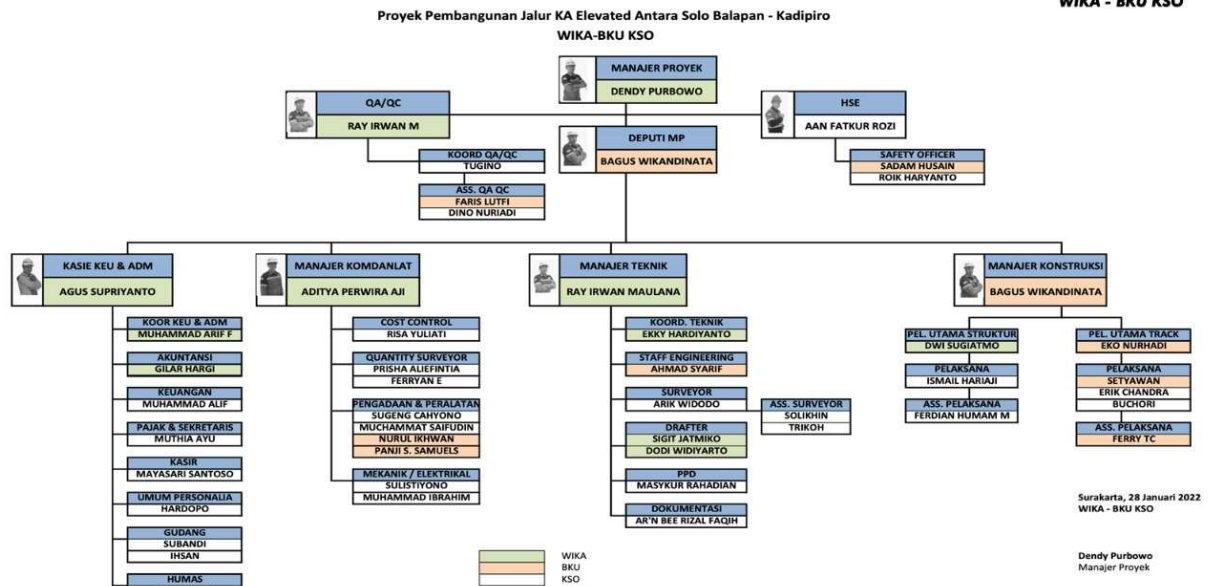 WIKA - BKU KSO
Proyek Pembangunan Jalur KA Elevated Antara Solo Balapan - Kadipiro
WIKA-BKU KSO
MANAJER PROYEK
DENDY PURBOWO
QA/QC
RAY IRWAN M
HSE
AAN FATKUR ROZI
DEPUTI MP
BAGUS WIKANDINATA
KOORD QA/QC
TUGINO
ASS. QA QC
FARIS LUTFI
DINO NURIADI
SAFETY OFFICER
SADAM HUSAIN
ROIK HARYANTO
KASIE KEU & ADM
AGUS SUPRIYANTO
KOOR KEU & ADM
MUHAMMAD ARIF F
AKUNTANSI
GILAR HARGI
KEUANGAN
MUHAMMAD ALIF
PAJAK & SEKRETARIS
MUTHIA AYU
KASIR
MAYASARI SANTOSO
UMUM PERSONALIA
HARDOPO
GUDANG
SUBANDI
IHSAN
HUMAS
MANAJER KOMDANLAT
ADITYA PERWIRA AJI
COST CONTROL
RISA YULIATI
QUANTITY SURVEYOR
PRISHA ALIEFINTIA
FERRYAN E
PENGADAAN & PERALATAN
SUGENG CAHYONO
MUCHAMMAT SAIFUDIN
NURUL IKHWAN
PANJI S. SAMUELS
MEKANIK / ELEKTRIKAL
SULISTIYONO
MUHAMMAD IBRAHIM
MANAJER TEKNIK
RAY IRWAN MAULANA
KOORD. TEKNIK
EKKY HARDIYANTO
STAFF ENGINEERING
AHMAD SYARIF
SURVEYOR
ARIK WIDODO
ASS. SURVEYOR
SOLIKHIN
TRIKOH
DRAFTER
SIGIT JATMIKO
DODI WIDIYARTO
PPD
MASYKUR RAHADIAN
DOKUMENTASI
AR'N BEE RIZAL FAQIH
MANAJER KONSTRUKSI
BAGUS WIKANDINATA
PEL. UTAMA STRUKTUR
DWI SUGIATMO
PELAKSANA
ISMAIL HARIAJI
ASS. PELAKSANA
FERDIAN HUMAM M
PEL. UTAMA TRACK
EKO NURHADI
PELAKSANA
SETYAWAN
ERIK CHANDRA
BUCHORI
ASS. PELAKSANA
FERRY TC
WIKA
BKU
KSO
Surakarta, 28 Januari 2022
WIKA - BKU KSO
Dendy Purbowo
Manajer Proyek